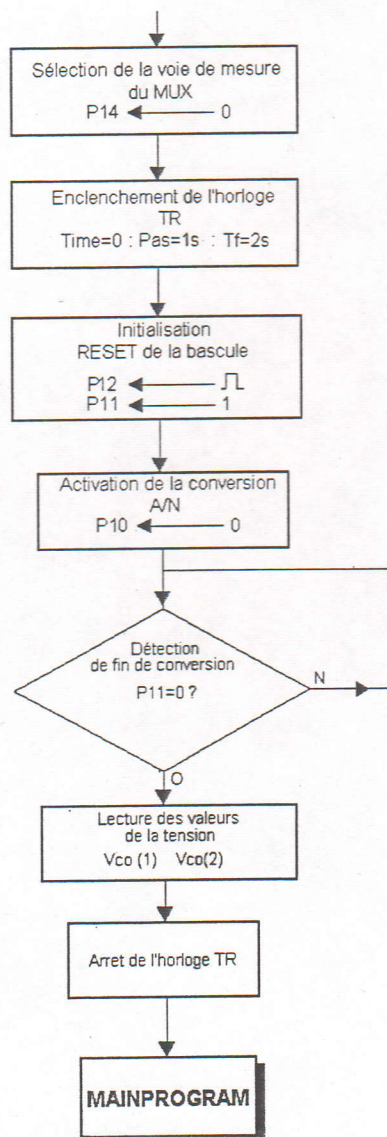 Sélection de la voie de mesure
du MUX
P14 0
Enclenchement de l'horloge
TR
Time=0 : Pas=1s : Tf=2s
Initialisation
RESET de la bascule
P12
P11 1
Activation de la conversion
A/N
P10 0
Détection
de fin de conversion
P11=0 ?
N
O
Lecture des valeurs
de la tension
Vco (1) Vco(2)
Arret de l'horloge TR
MAINPROGRAM